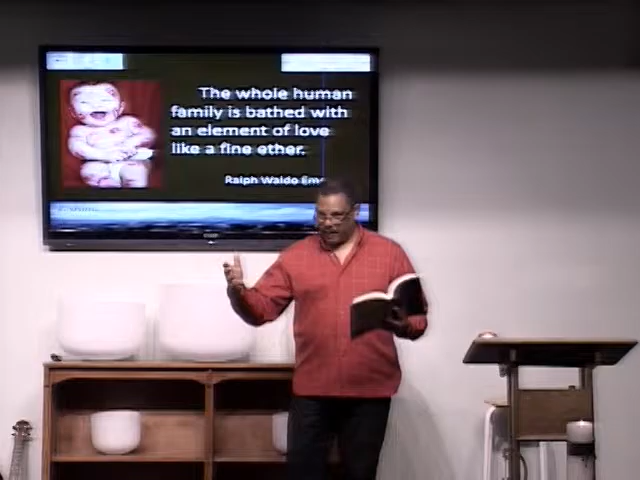 The whole human
family is bathed with
an element of love
like a fine ether.
Ralph Waldo